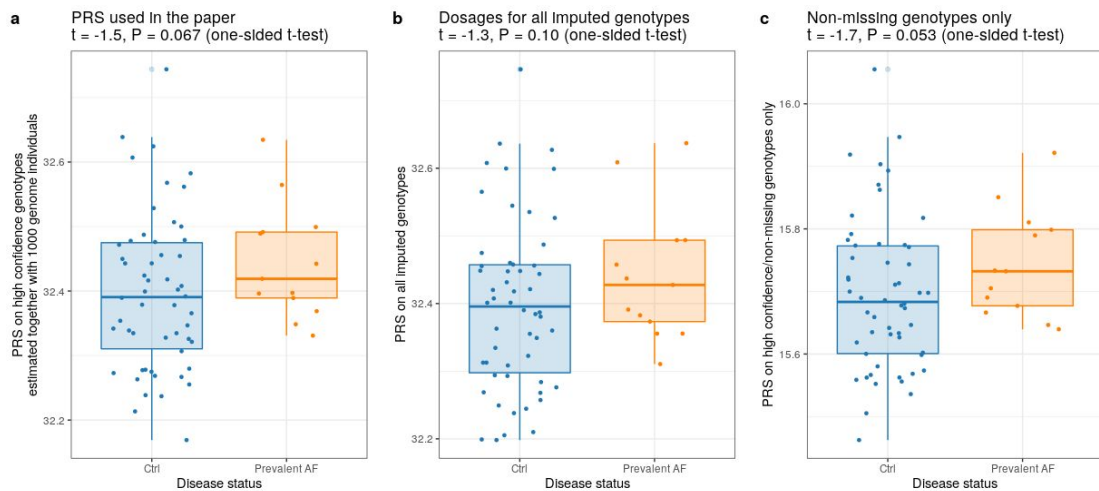 a
PRS used in the paper
t = -1.5, P = 0.067 (one-sided t-test)
PRS on high confidence genotypes
estimated together with 1000 genome individuals
32.6
32.4
32.2
Ctrl
Prevalent AF
Disease status
b
Dosages for all imputed genotypes
t = -1.3, P = 0.10 (one-sided t-test)
PRS on all imputed genotypes
32.6
32.4
32.2
Ctrl
Prevalent AF
Disease status
c
Non-missing genotypes only
t = -1.7, P = 0.053 (one-sided t-test)
PRS on high confidence/non-missing genotypes only
16.0
15.8
15.6
Ctrl
Prevalent AF
Disease status